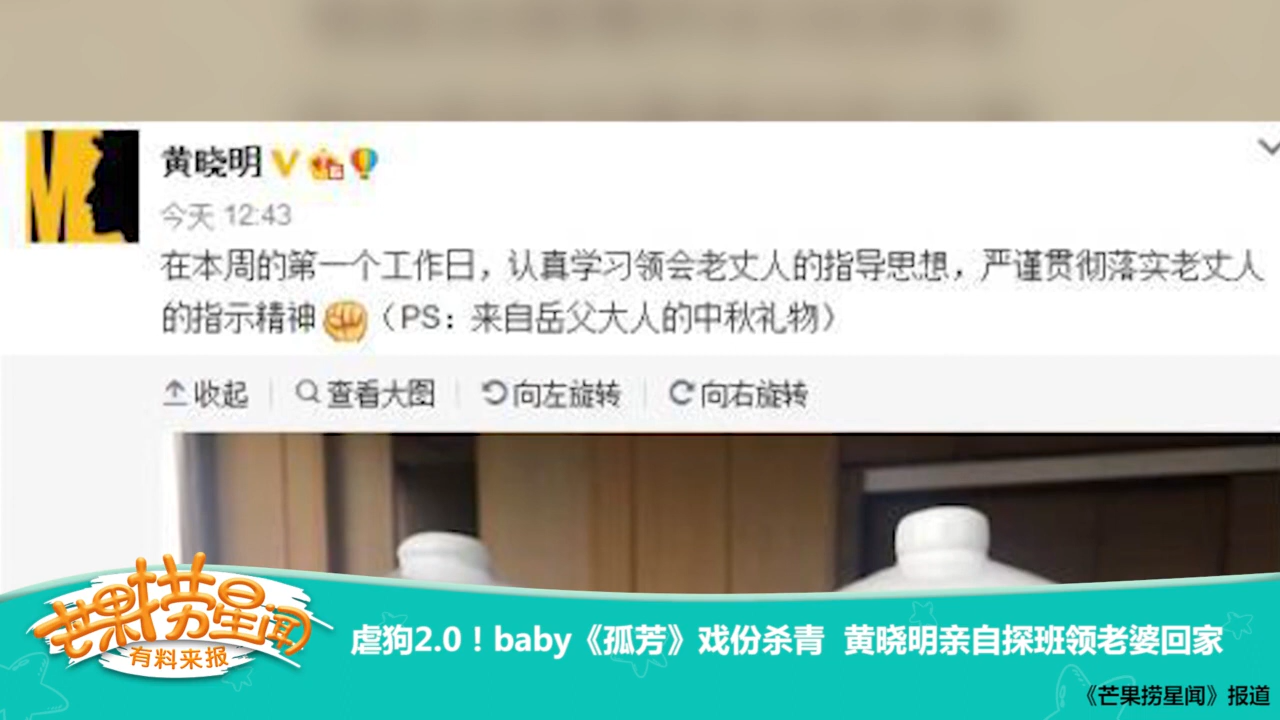 黄晓明
今天 12:43
在本周的第一个工作日，认真学习领会老丈人的指导思想，严谨贯彻落实老丈人
的指示精神（PS：来自岳父大人的中秋礼物）
收起 查看大图 向左旋转 向右旋转
芒果捞星闻
有料来报
虐狗2.0！baby《孤芳》戏份杀青 黄晓明亲自探班领老婆回家
《芒果捞星闻》报道